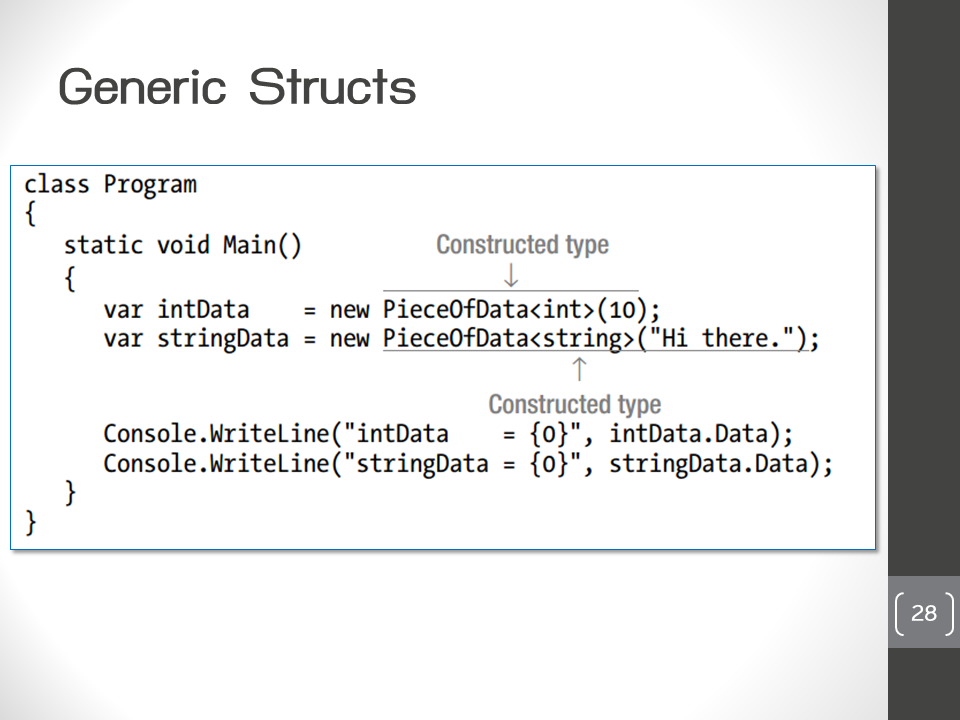 Generic Structs
class Program
{
   static void Main()
Constructed type
↓
   {
      var intData    = new PieceOfData<int>(10);
      var stringData = new PieceOfData<string>("Hi there.");
↑
Constructed type
      Console.WriteLine("intData    = {0}", intData.Data);
      Console.WriteLine("stringData = {0}", stringData.Data);
   }
}
28